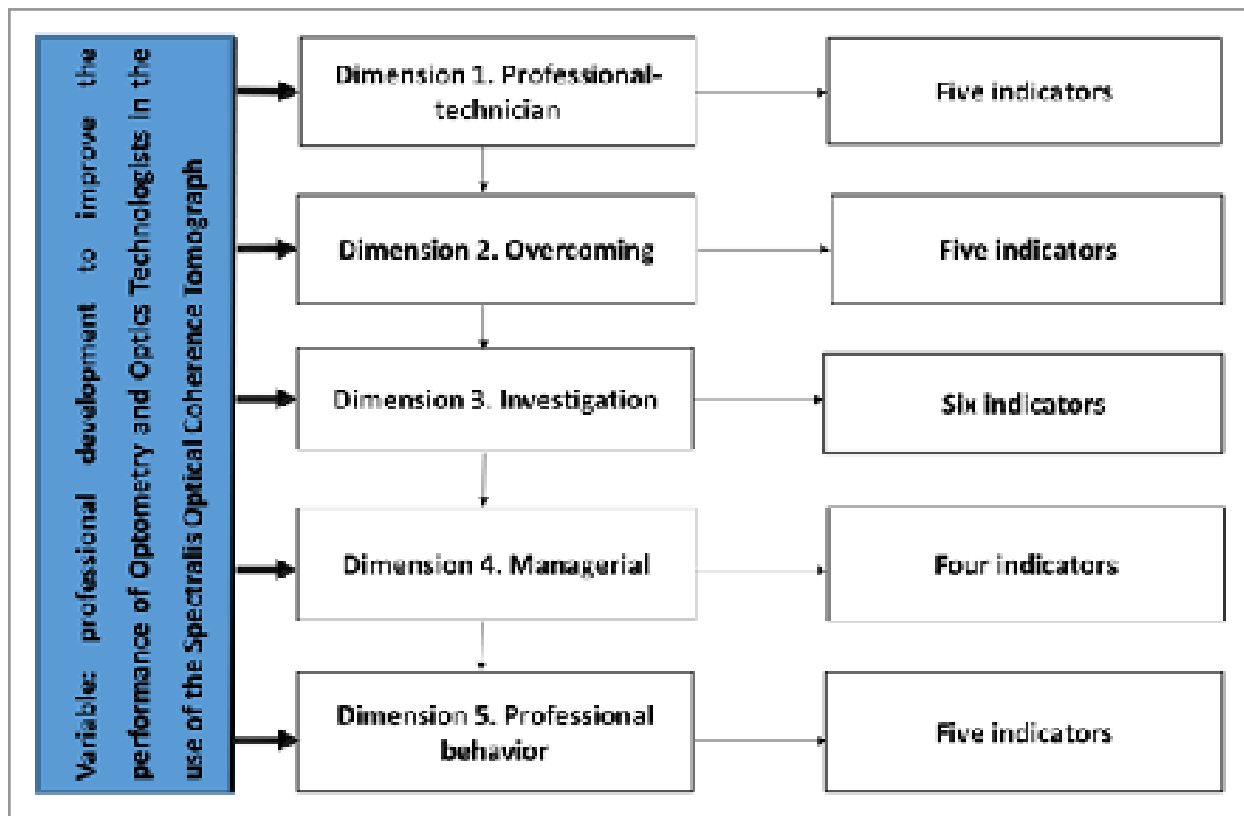 Variable: professional development to improve the
performance of Optometry and Optics Technologists in the
use of the Spectralis Optical Coherence Tomograph
Dimension 1. Professional-
technician
Five indicators
Dimension 2. Overcoming
Five indicators
Dimension 3. Investigation
Six indicators
Dimension 4. Managerial
Four indicators
Dimension 5. Professional
behavior
Five indicators